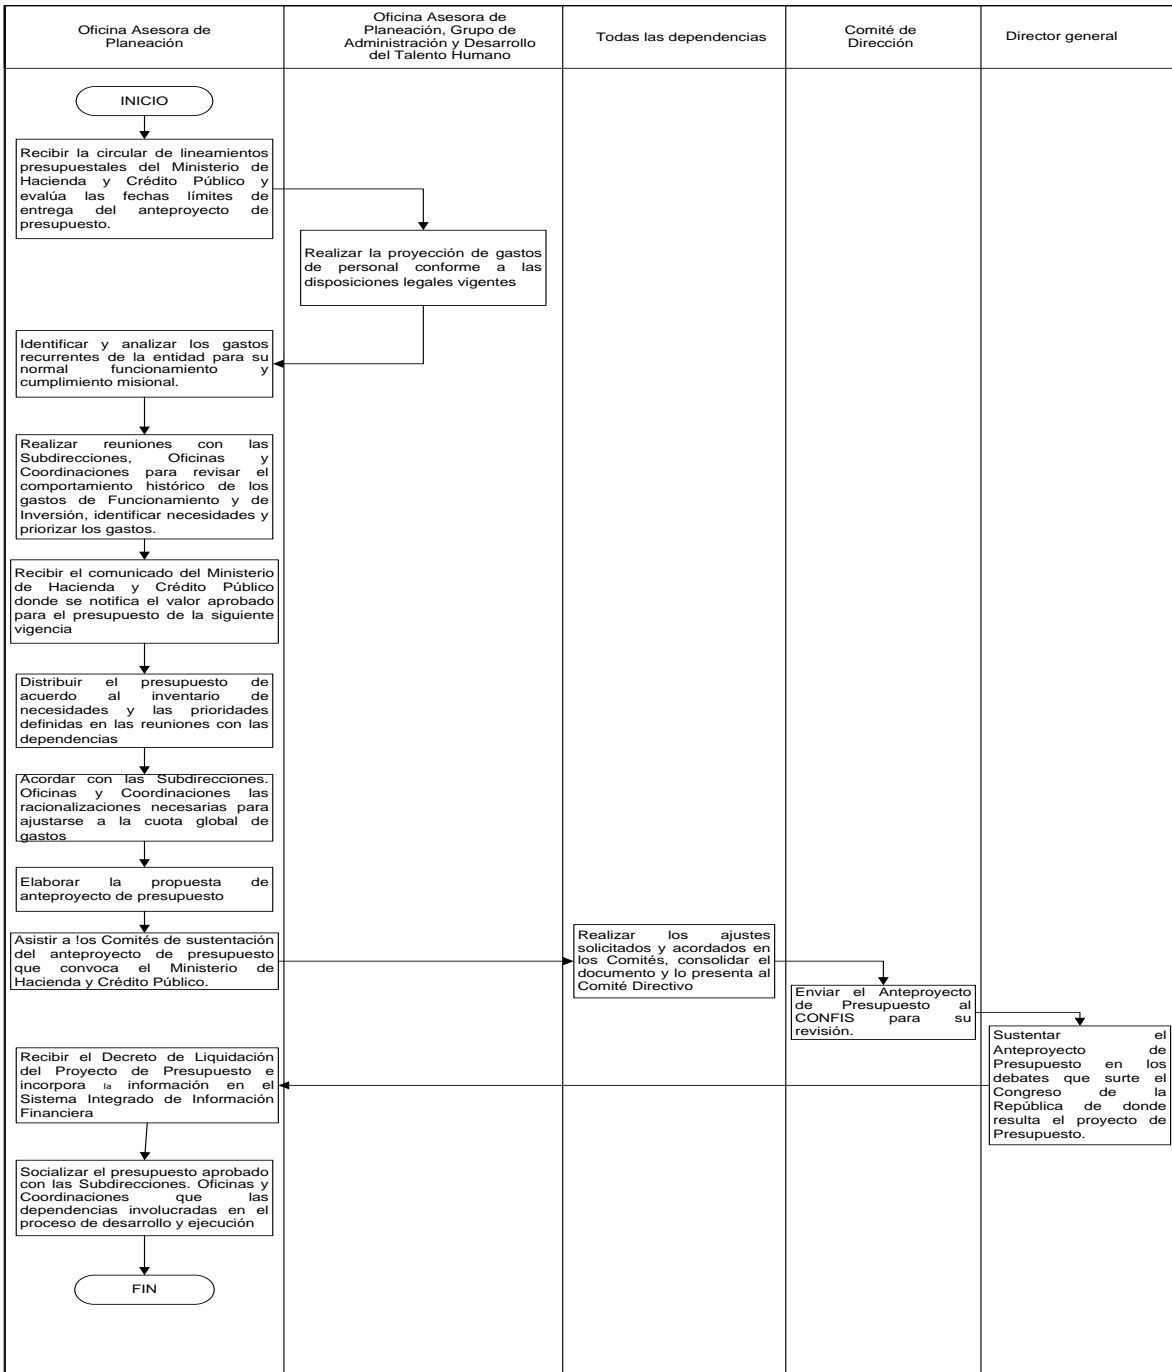 Oficina Asesora de
Planeación
Oficina Asesora de
Planeación, Grupo de
Administración y Desarrollo
del Talento Humano
Todas las dependencias
Comité de
Dirección
Director general
INICIO
Recibir la circular de lineamientos
presupuestales del Ministerio de
Hacienda y Crédito Público y
evalúa las fechas límites de
entrega del anteproyecto de
presupuesto.
Realizar la proyección de gastos
de personal conforme a las
disposiciones legales vigentes
Identificar y analizar los gastos
recurrentes de la entidad para su
normal funcionamiento y
cumplimiento misional.
Realizar reuniones con las
Subdirecciones, Oficinas y
Coordinaciones para revisar el
comportamiento histórico de los
gastos de Funcionamiento y de
Inversión, identificar necesidades y
priorizar los gastos.
Recibir el comunicado del Ministerio
de Hacienda y Crédito Público
donde se notifica el valor aprobado
para el presupuesto de la siguiente
vigencia
Distribuir el presupuesto de
acuerdo al inventario de
necesidades y las prioridades
definidas en las reuniones con las
dependencias
Acordar con las Subdirecciones.
Oficinas y Coordinaciones las
racionalizaciones necesarias para
ajustarse a la cuota global de
gastos
Elaborar la propuesta de
anteproyecto de presupuesto
Asistir a !os Comités de sustentación
del anteproyecto de presupuesto
que convoca el Ministerio de
Hacienda y Crédito Público.
Realizar los ajustes
solicitados y acordados en
los Comités, consolidar el
documento y lo presenta al
Comité Directivo
Enviar el Anteproyecto
de Presupuesto al
CONFIS para su
revisión.
Sustentar el
Anteproyecto de
Presupuesto en los
debates que surte el
Congreso de la
República de donde
resulta el proyecto de
Presupuesto.
Recibir el Decreto de Liquidación
del Proyecto de Presupuesto e
incorpora la información en el
Sistema Integrado de Información
Financiera
Socializar el presupuesto aprobado
con las Subdirecciones. Oficinas y
Coordinaciones que las
dependencias involucradas en el
proceso de desarrollo y ejecución
FIN